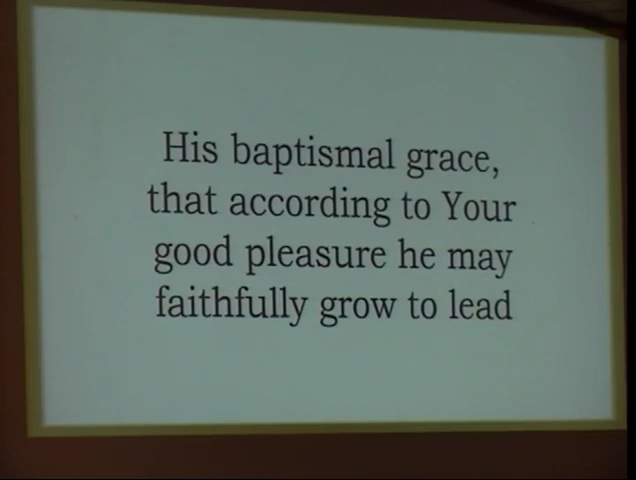 His baptismal grace,
that according to Your
good pleasure he may
faithfully grow to lead